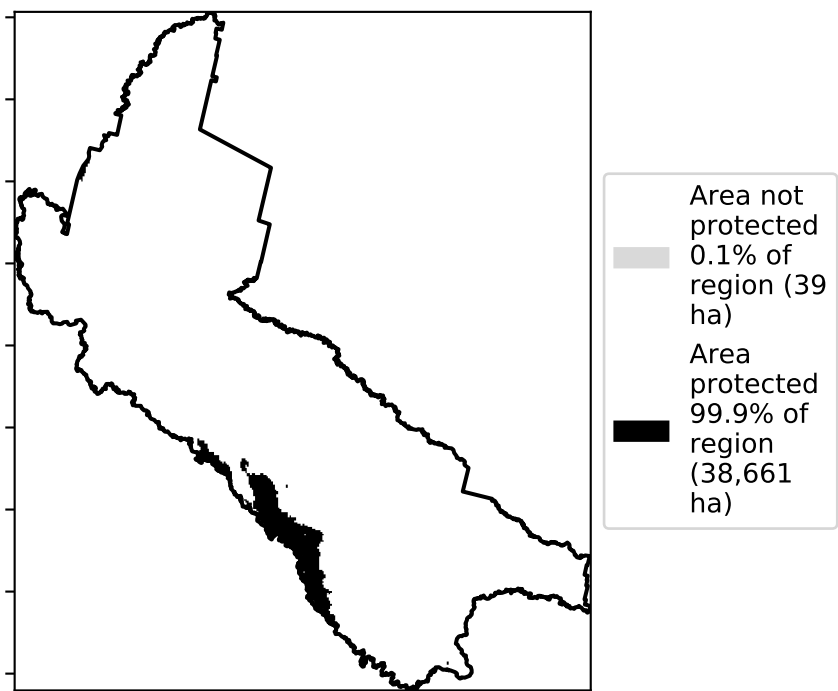 Area not
protected
0.1% of
region (39
ha)
Area
protected
99.9% of
region
(38,661
ha)